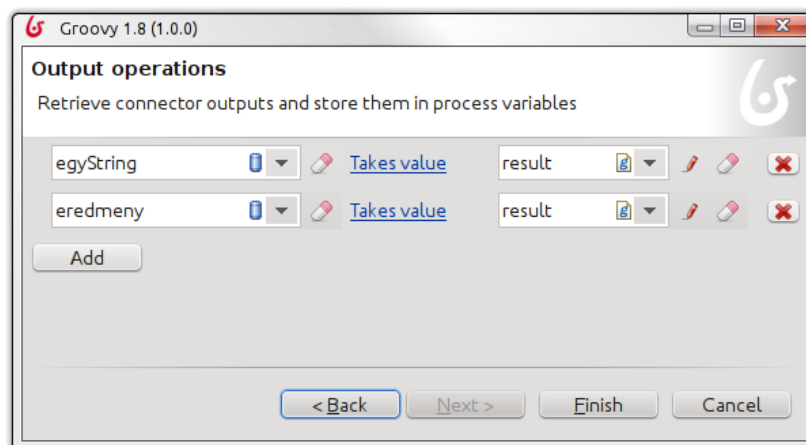 Groovy 1.8 (1.0.0)
Output operations
Retrieve connector outputs and store them in process variables
egyString Takes value result
eredmeny Takes value result
Add
< Back Next > Finish Cancel